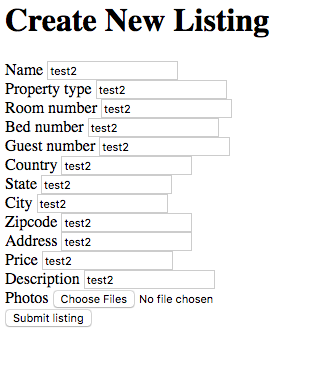 Create New Listing
Name test2
Property type test2
Room number test2
Bed number test2
Guest number test2
Country test2
State test2
City test2
Zipcode test2
Address test2
Price test2
Description test2
Photos Choose Files No file chosen
Submit listing